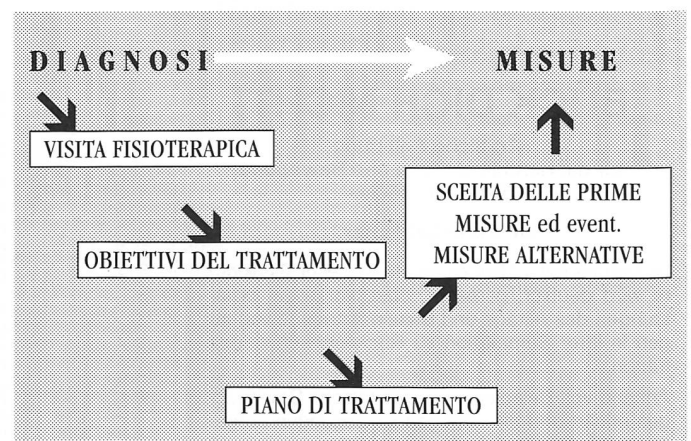 DIAGNOSI
MISURE
VISITA FISIOTERAPICA
OBIETTIVI DEL TRATTAMENTO
PIANO DI TRATTAMENTO
SCELTA DELLE PRIME
MISURE ed event.
MISURE ALTERNATIVE